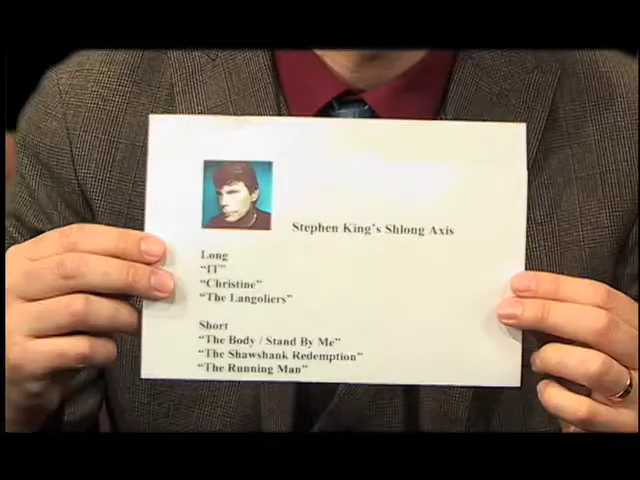 Stephen King's Shlong Axis
Long
"IT"
"Christine"
"The Langoliers"
Short
"The Body / Stand By Me"
"The Shawshank Redemption"
"The Running Man"